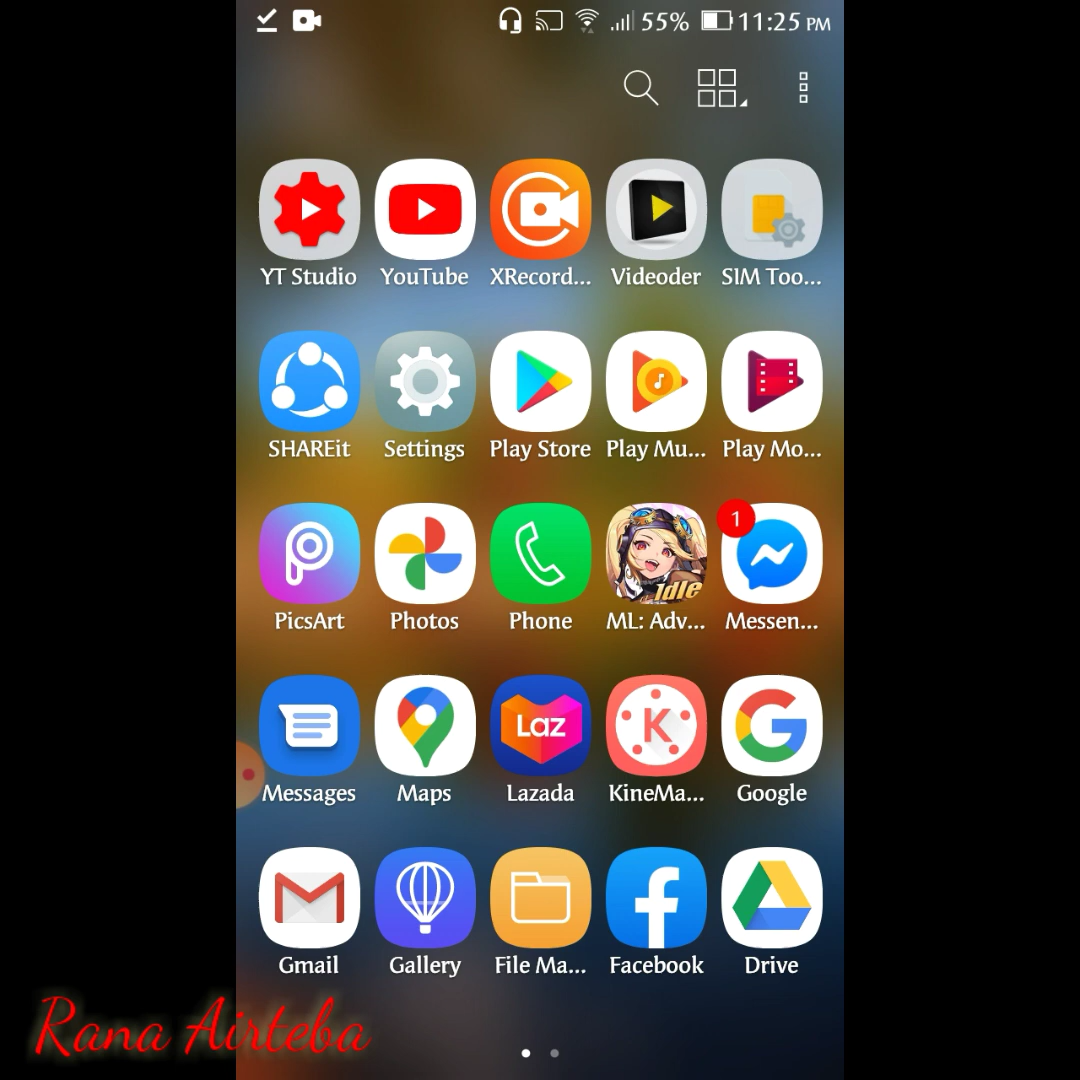 55% 11:25 PM
YT Studio YouTube XRecord... Videoder SIM Too...
SHAREit Settings Play Store Play Mu... Play Mo...
Idle
1
PicsArt Photos Phone ML: Adv... Messen...
Laz
K
G
Messages Maps Lazada KineMa... Google
f
Gmail Gallery File Ma... Facebook Drive
Rana Airteba